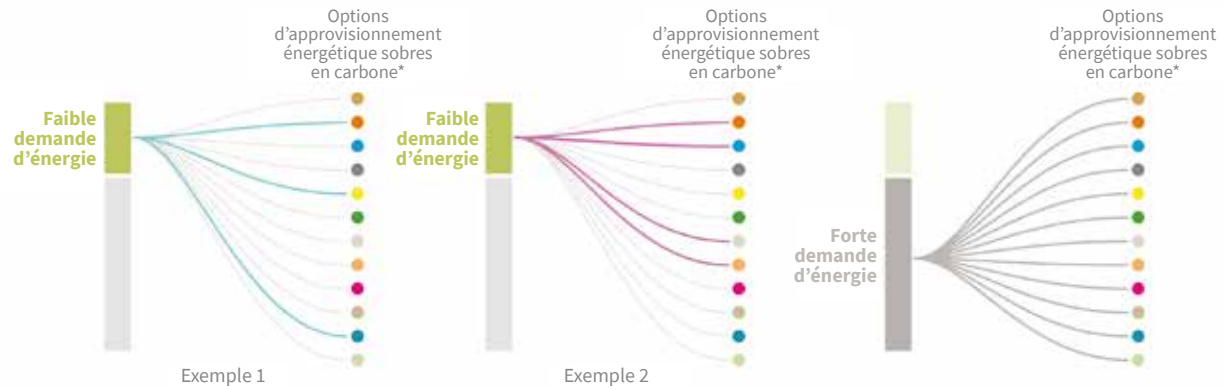 Options
d’approvisionnement
énergétique sobres
en carbone*
Faible
demande
d’énergie
Exemple 1
Options
d’approvisionnement
énergétique sobres
en carbone*
Faible
demande
d’énergie
Exemple 2
Options
d’approvisionnement
énergétique sobres
en carbone*
Forte
demande
d’énergie